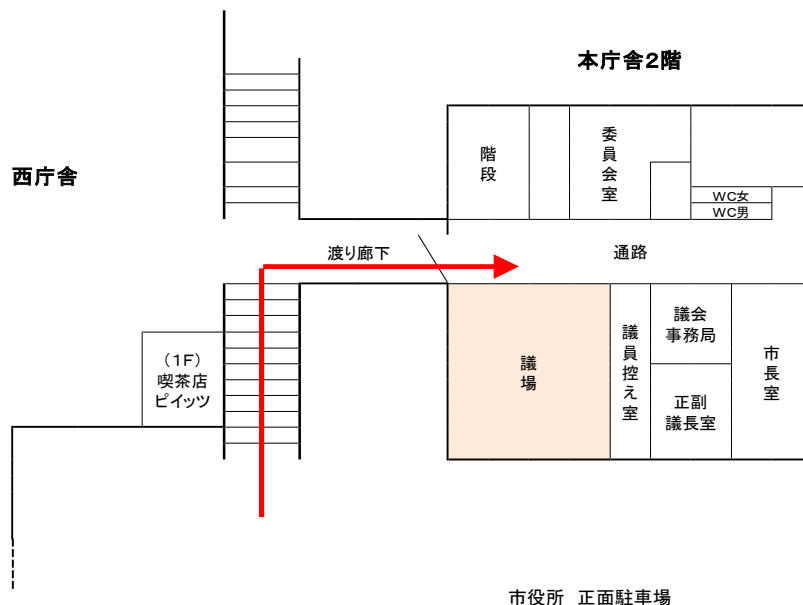 本庁舎2階
西庁舎
階段
委員会室
WC女
WC男
渡り廊下
通路
(1F)
喫茶店
ピイッツ
議場
議員控え室
議会
事務局
正副
議長室
市長室
市役所 正面駐車場